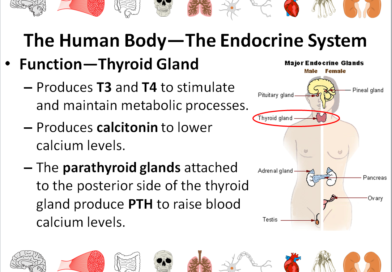 The Human Body—The Endocrine System
• Function—Thyroid Gland
– Produces T3 and T4 to stimulate
and maintain metabolic processes.
– Produces calcitonin to lower
calcium levels.
– The parathyroid glands attached
to the posterior side of the thyroid
gland produce PTH to raise blood
calcium levels.
Major Endocrine Glands
Male Female
Pineal gland
Pituitary gland
Thyroid gland
Adrenal gland
Pancreas
Ovary
Testis